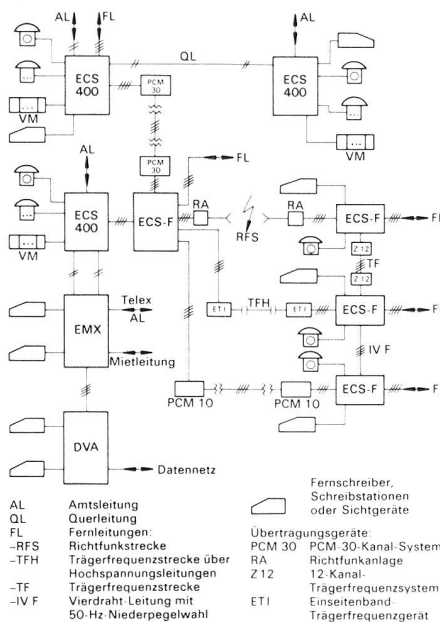 AL FL
AL
QL
ECS 400
PCM 30
ECS 400
VM
VM
PCM 30
FL
AL
RA
RA
ECS 400
ECS-F
RFS
ECS-F
VM
Z 12
TF
Z 12
Telex
AL
ETI
TFH
ETI
ECS-F
EMX
Mietleitung
IV F
ECS-F
PCM 10
PCM 10
DVA
Datennetz
AL Amtsleitung
QL Querleitung
FL Fernleitungen:
–RFS Richtfunkstrecke
–TFH Trägerfrequenzstrecke über
Hochspannungsleitungen
–TF Trägerfrequenzstrecke
–IV F Vierdraht-Leitung mit
50-Hz-Niederpegelwahl
Fernschreiber,
Schreibstationen
oder Sichtgeräte
Übertragungsgeräte:
PCM 30 PCM-30-Kanal-System
RA Richtfunkanlage
Z 12 12-Kanal-
Trägerfrequenzsystem
ETI Einseitenband-
Trägerfrequenzgerät